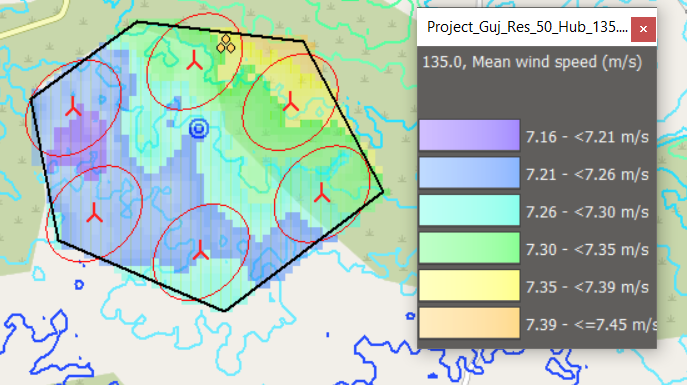 Project_Guj_Res_50_Hub_135....
×
135.0, Mean wind speed (m/s)
7.16 - <7.21 m/s
7.21 - <7.26 m/s
7.26 - <7.30 m/s
7.30 - <7.35 m/s
7.35 - <7.39 m/s
7.39 - <=7.45 m/s